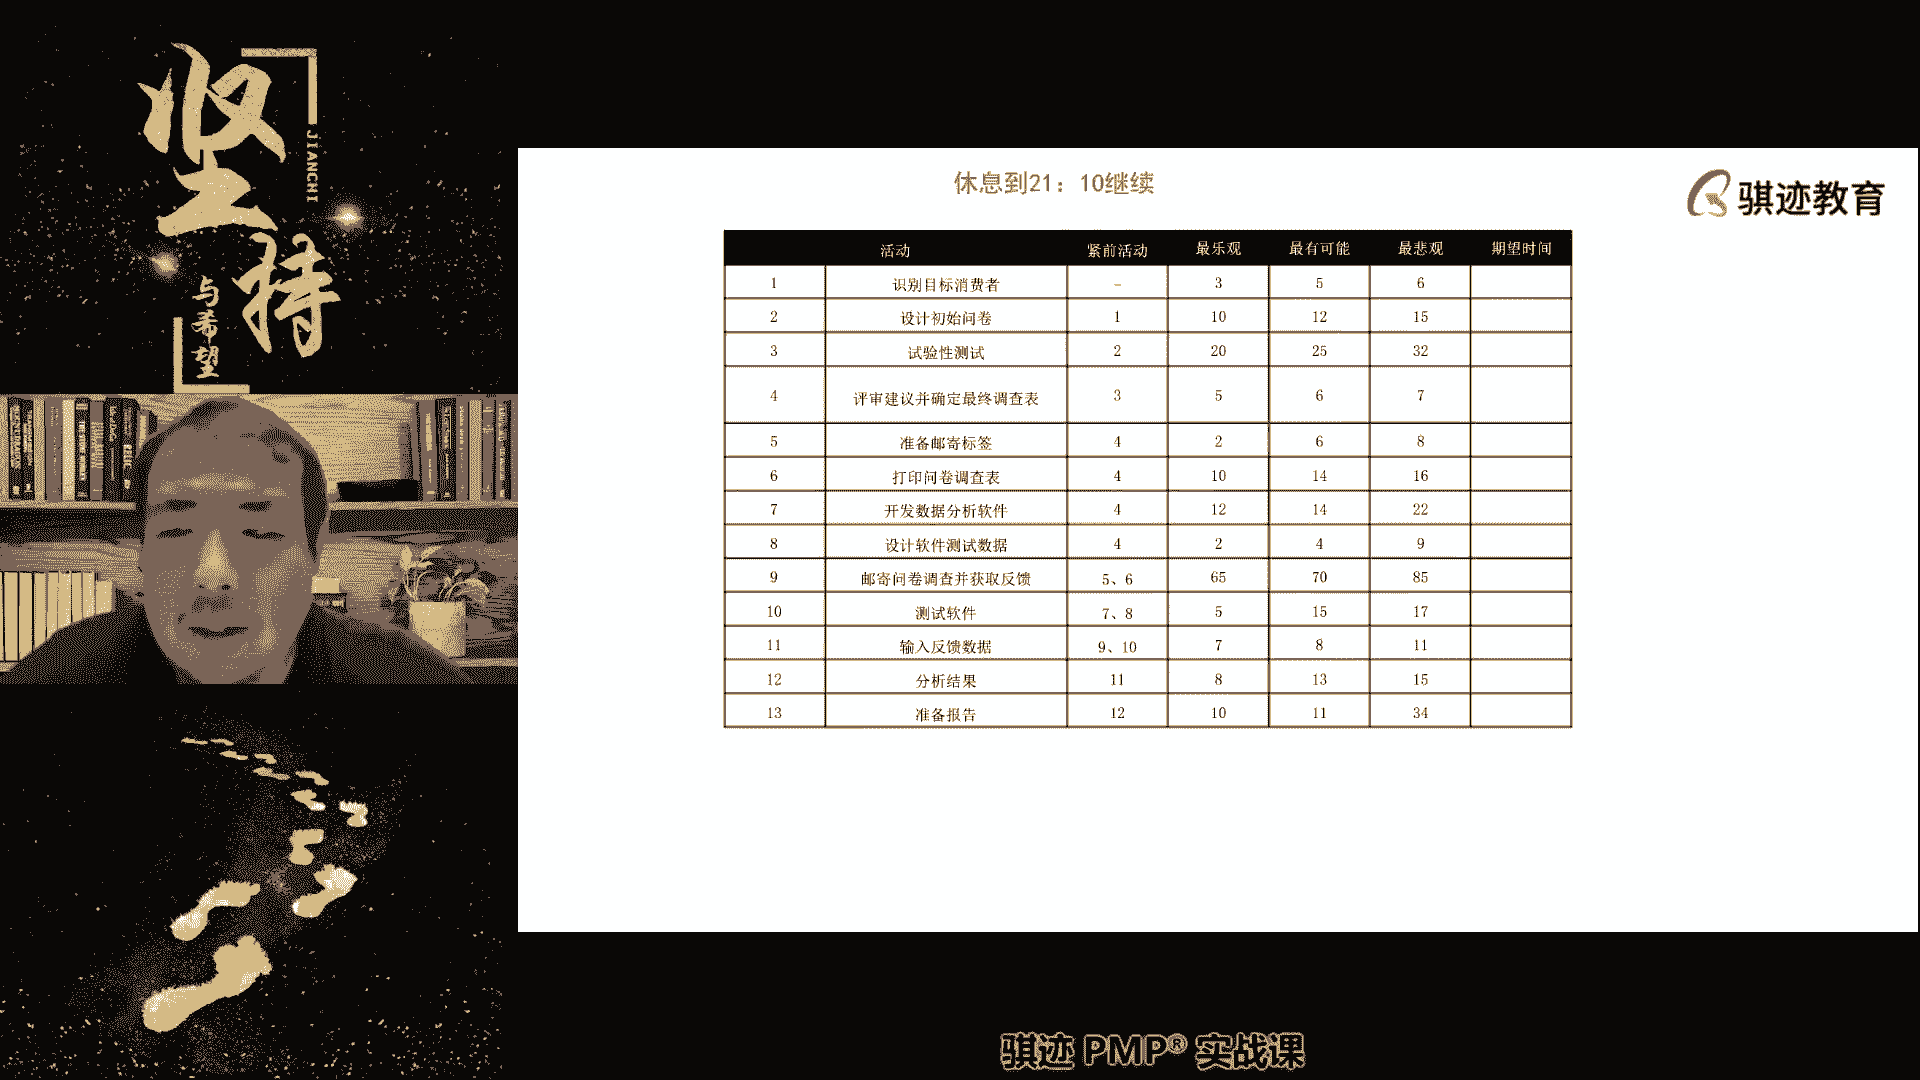 坚持
JIANCHI
与希望
休息到21：10继续
骐迹教育
活动 紧前活动 最乐观 最有可能 最悲观 期望时间
1 识别目标消费者 – 3 5 6
2 设计初始问卷 1 10 12 15
3 试验性测试 2 20 25 32
4 评审建议并确定最终调查表 3 5 6 7
5 准备邮寄标签 4 2 6 8
6 打印问卷调查表 4 10 14 16
7 开发数据分析软件 4 12 14 22
8 设计软件测试数据 4 2 4 9
9 邮寄问卷调查并获取反馈 5、6 65 70 85
10 测试软件 7、8 5 15 17
11 输入反馈数据 9、10 7 8 11
12 分析结果 11 8 13 15
13 准备报告 12 10 11 34
骐迹 PMP® 实战课